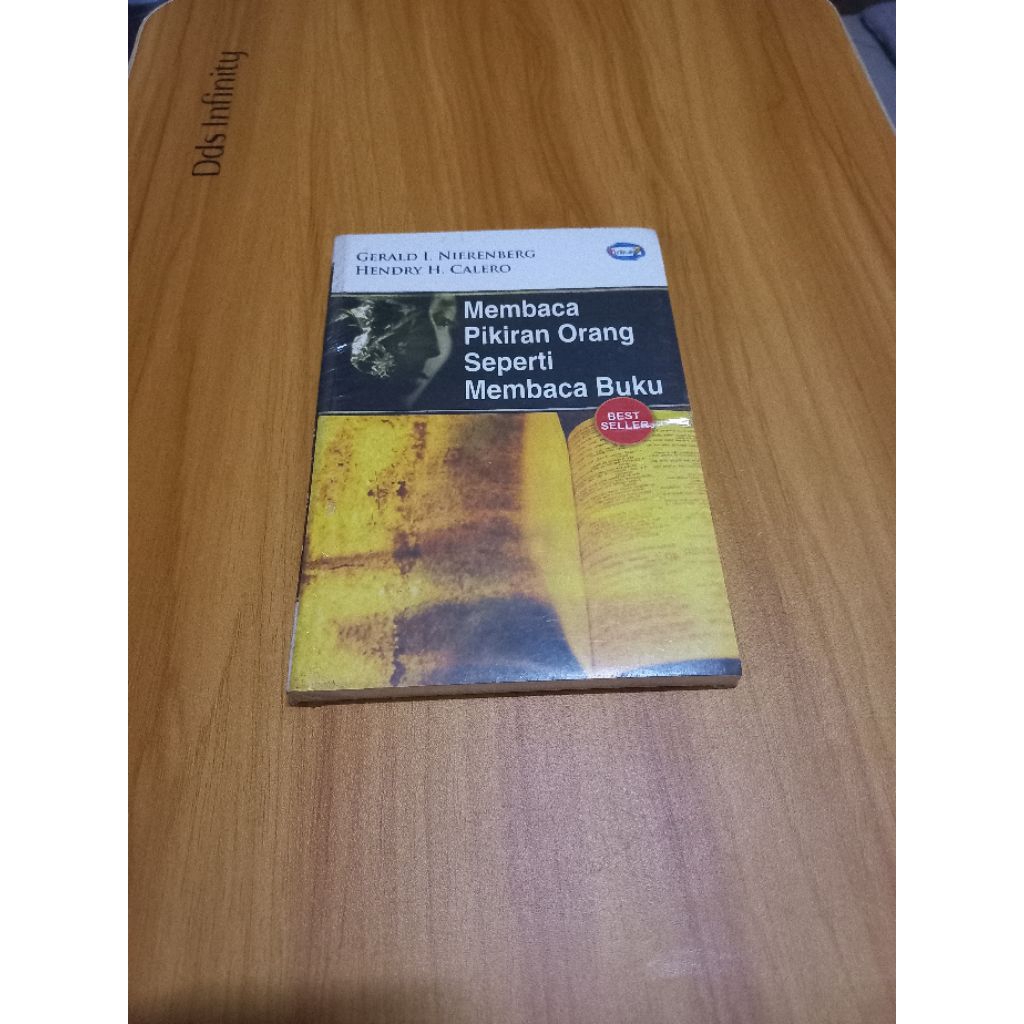 Dds Infinity
GERALD I. NIERENBERG
HENDRY H. CALERO
Membaca
Pikiran Orang
Seperti
Membaca Buku
BEST
SELLER